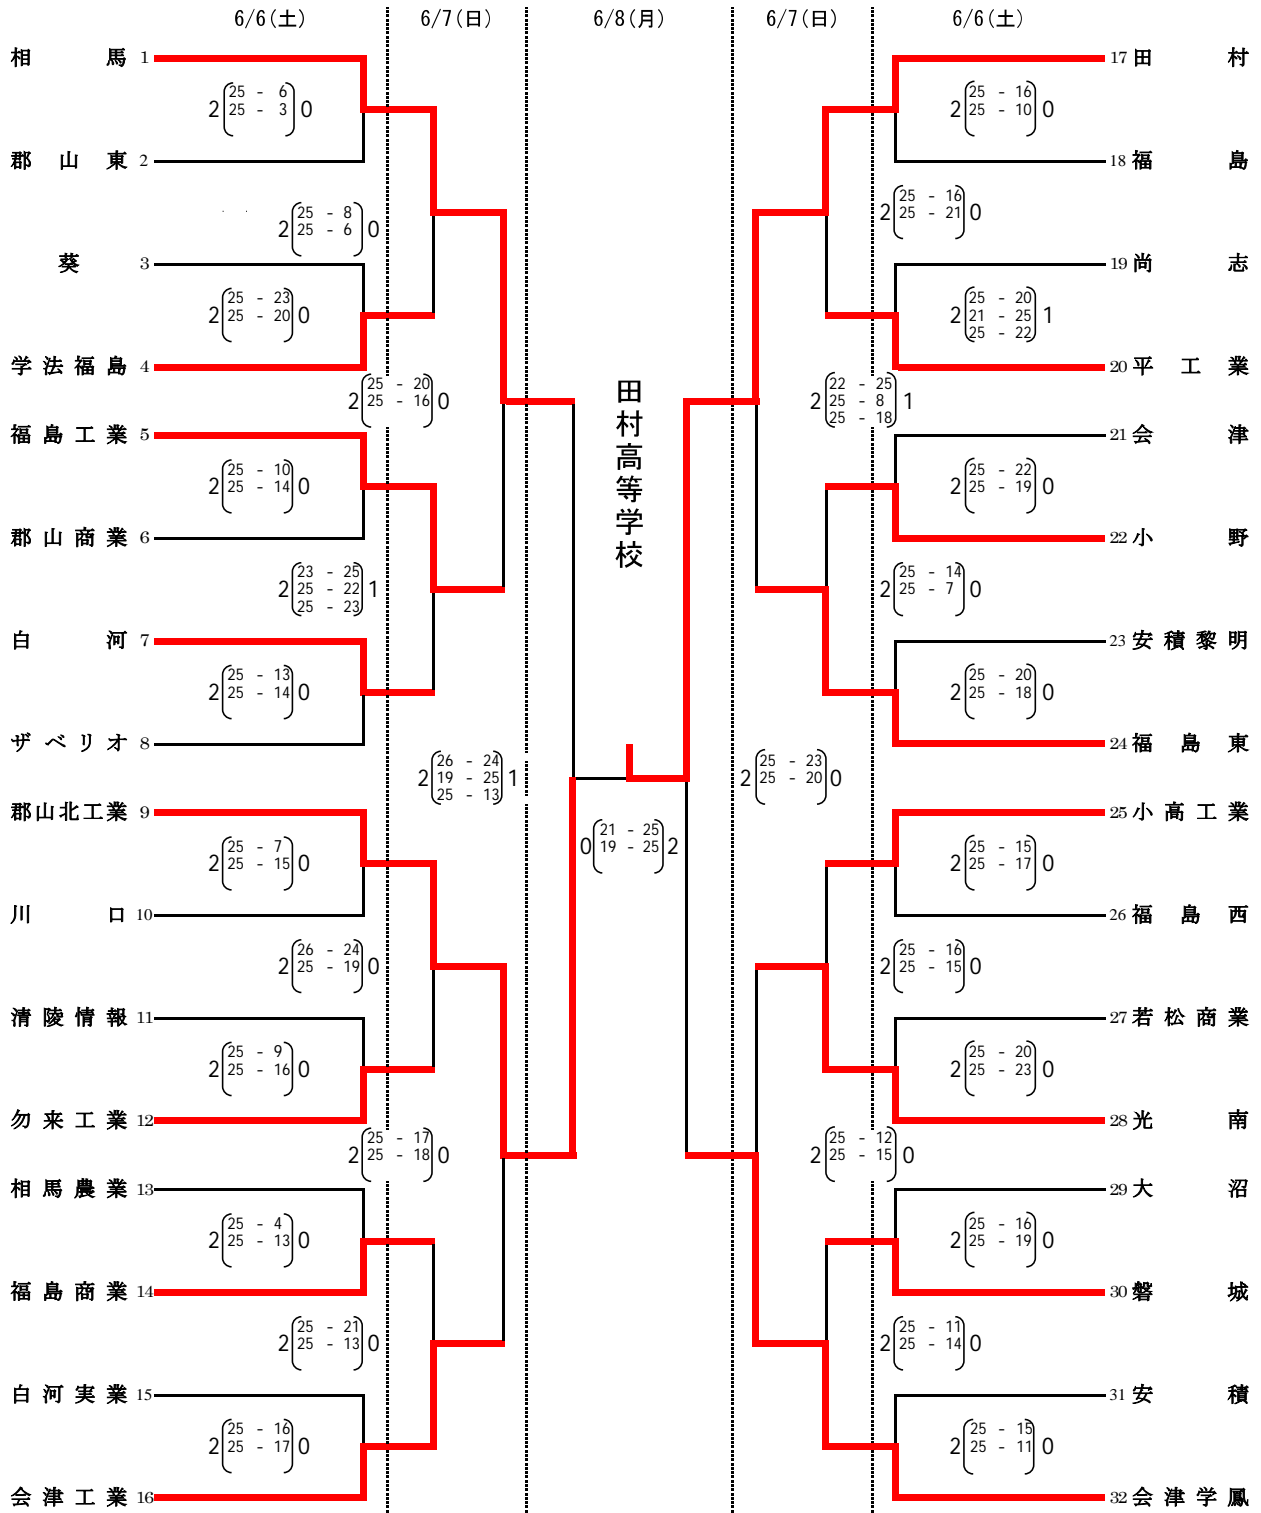 6/6(土) 6/7(日) 6/8(月) 6/7(日) 6/6(土)
相馬 1
25 - 6
2 25 - 3 0
郡山東 2
25 - 8
2 25 - 6 0
葵 3
25 - 23
2 25 - 20 0
学法福島 4
25 - 20
2 25 - 16 0
福島工業 5
25 - 10
2 25 - 14 0
郡山商業 6
23 - 25
2 25 - 22 1
25 - 23
白河 7
25 - 13
2 25 - 14 0
ザベリオ 8
26 - 24
2 19 - 25 1
25 - 13
郡山北工業 9
25 - 7
2 25 - 15 0
川口 10
26 - 24
2 25 - 19 0
清陵情報 11
25 - 9
2 25 - 16 0
勿来工業 12
25 - 17
2 25 - 18 0
相馬農業 13
25 - 4
2 25 - 13 0
福島商業 14
25 - 21
2 25 - 13 0
白河実業 15
25 - 16
2 25 - 17 0
会津工業 16
田村高等学校
21 - 25
0 19 - 25 2
17 田村
25 - 16
2 25 - 10 0
18 福島
25 - 16
2 25 - 21 0
19 尚志
25 - 20
2 21 - 25 1
25 - 22
20 平工業
22 - 25
2 25 - 8 1
25 - 18
21 会津
25 - 22
2 25 - 19 0
22 小野
25 - 14
2 25 - 7 0
23 安積黎明
25 - 20
2 25 - 18 0
24 福島東
25 - 23
2 25 - 20 0
25 小高工業
25 - 15
2 25 - 17 0
26 福島西
25 - 16
2 25 - 15 0
27 若松商業
25 - 20
2 25 - 23 0
28 光南
25 - 12
2 25 - 15 0
29 大沼
25 - 16
2 25 - 19 0
30 磐城
25 - 11
2 25 - 14 0
31 安積
25 - 15
2 25 - 11 0
32 会津学鳳